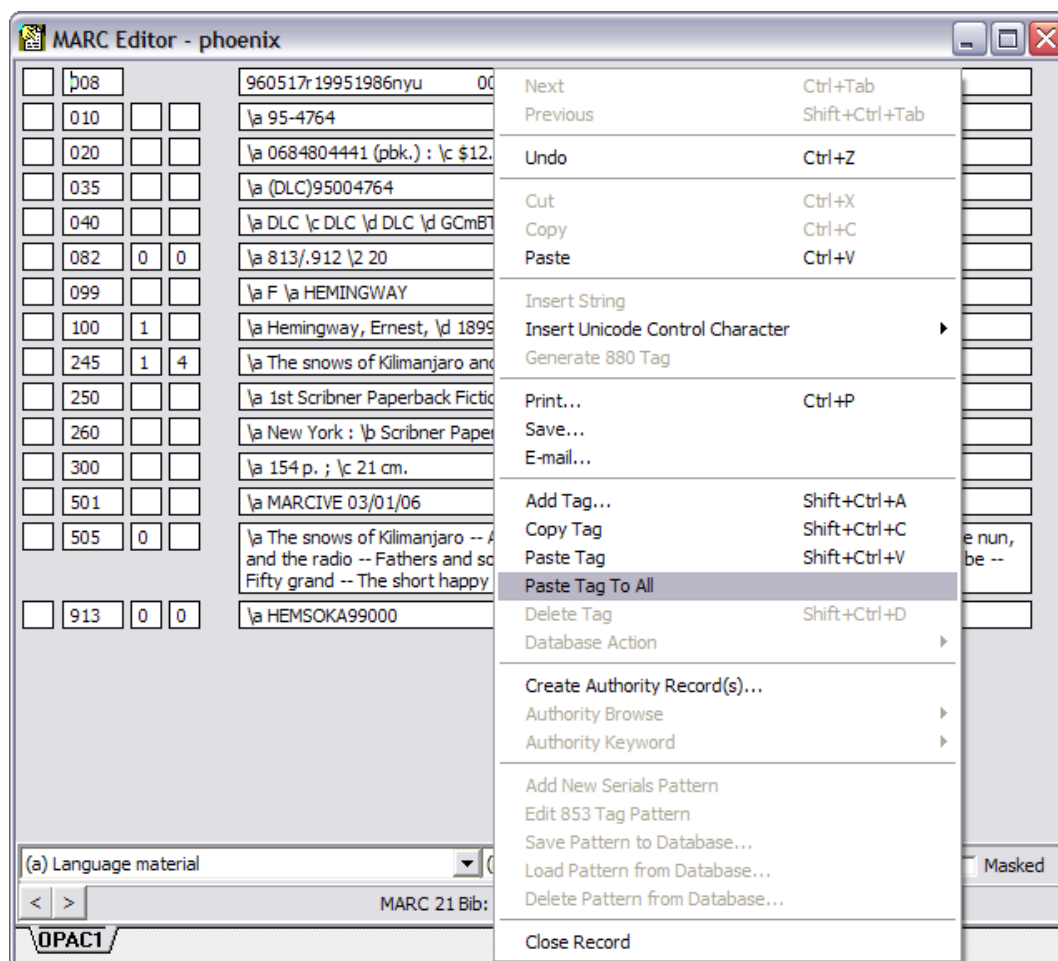 MARC Editor - phoenix
008 960517r19951986nyu 00
010 \a 95-4764
020 \a 0684804441 (pbk.) : \c $12.
035 \a (DLC)95004764
040 \a DLC \c DLC \d DLC \d GCmBT
082 0 0 \a 813/.912 \2 20
099 \a F \a HEMINGWAY
100 1 \a Hemingway, Ernest, \d 1899
245 1 4 \a The snows of Kilimanjaro and
250 \a 1st Scribner Paperback Fictio
260 \a New York : \b Scribner Paper
300 \a 154 p. ; \c 21 cm.
501 \a MARCIVE 03/01/06
505 0 \a The snows of Kilimanjaro -- A e nun,
and the radio -- Fathers and so be --
Fifty grand -- The short happy
913 0 0 \a HEMSOKA99000
Next Ctrl+Tab
Previous Shift+Ctrl+Tab
Undo Ctrl+Z
Cut Ctrl+X
Copy Ctrl+C
Paste Ctrl+V
Insert String
Insert Unicode Control Character
Generate 880 Tag
Print... Ctrl+P
Save...
E-mail...
Add Tag... Shift+Ctrl+A
Copy Tag Shift+Ctrl+C
Paste Tag Shift+Ctrl+V
Paste Tag To All
Delete Tag Shift+Ctrl+D
Database Action
Create Authority Record(s)...
Authority Browse
Authority Keyword
Add New Serials Pattern
Edit 853 Tag Pattern
Save Pattern to Database...
Load Pattern from Database...
Delete Pattern from Database...
Close Record
(a) Language material ( Masked
< > MARC 21 Bib:
OPAC1